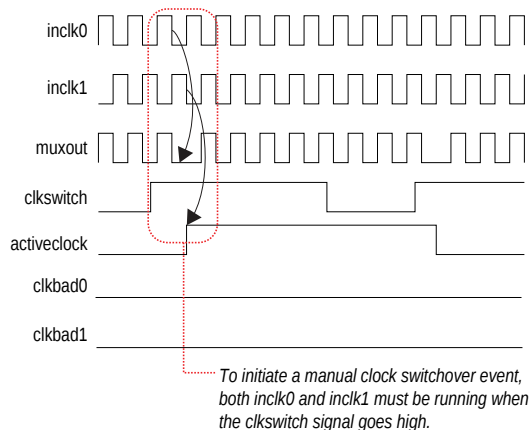 inclk0
inclk1
muxout
clkswitch
activeclock
clkbad0
clkbad1
To initiate a manual clock switchover event,
both inclk0 and inclk1 must be running when
the clkswitch signal goes high.